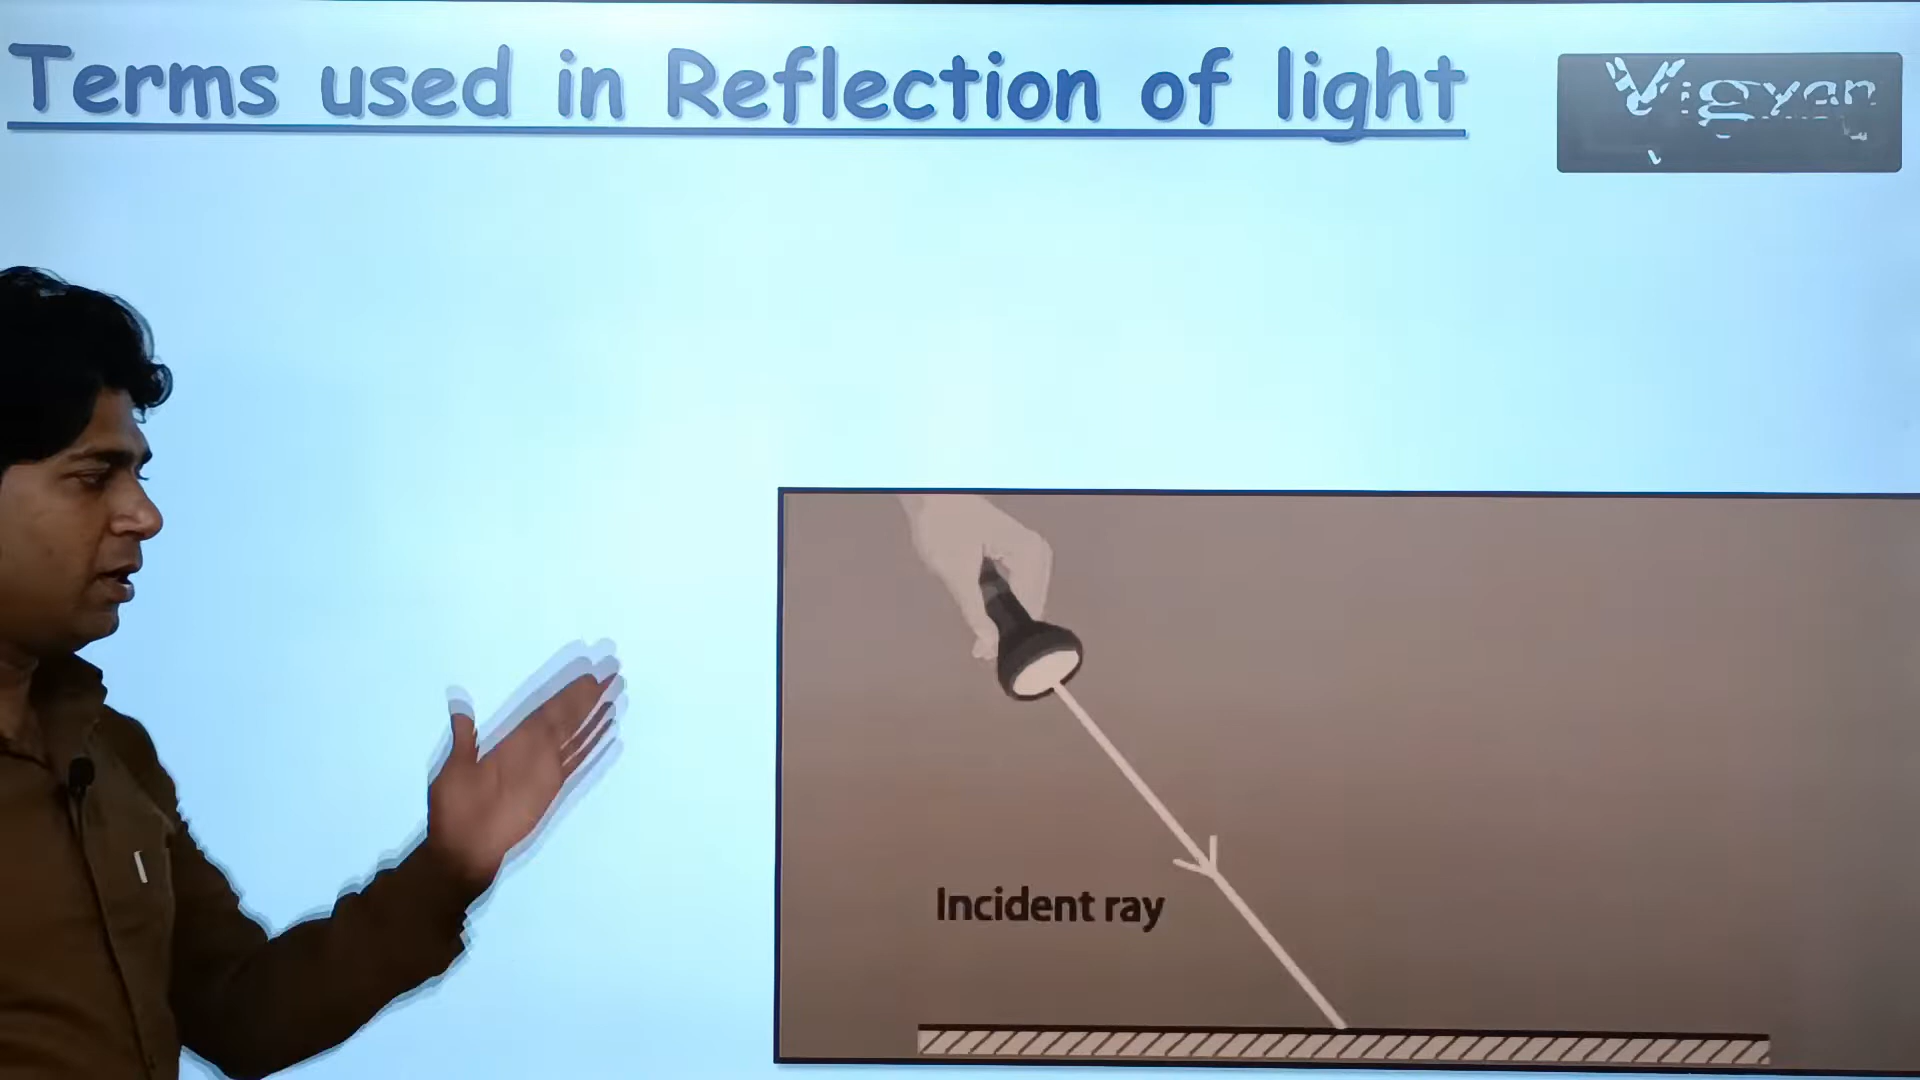 Terms used in Reflection of light
Vigyan
Incident ray